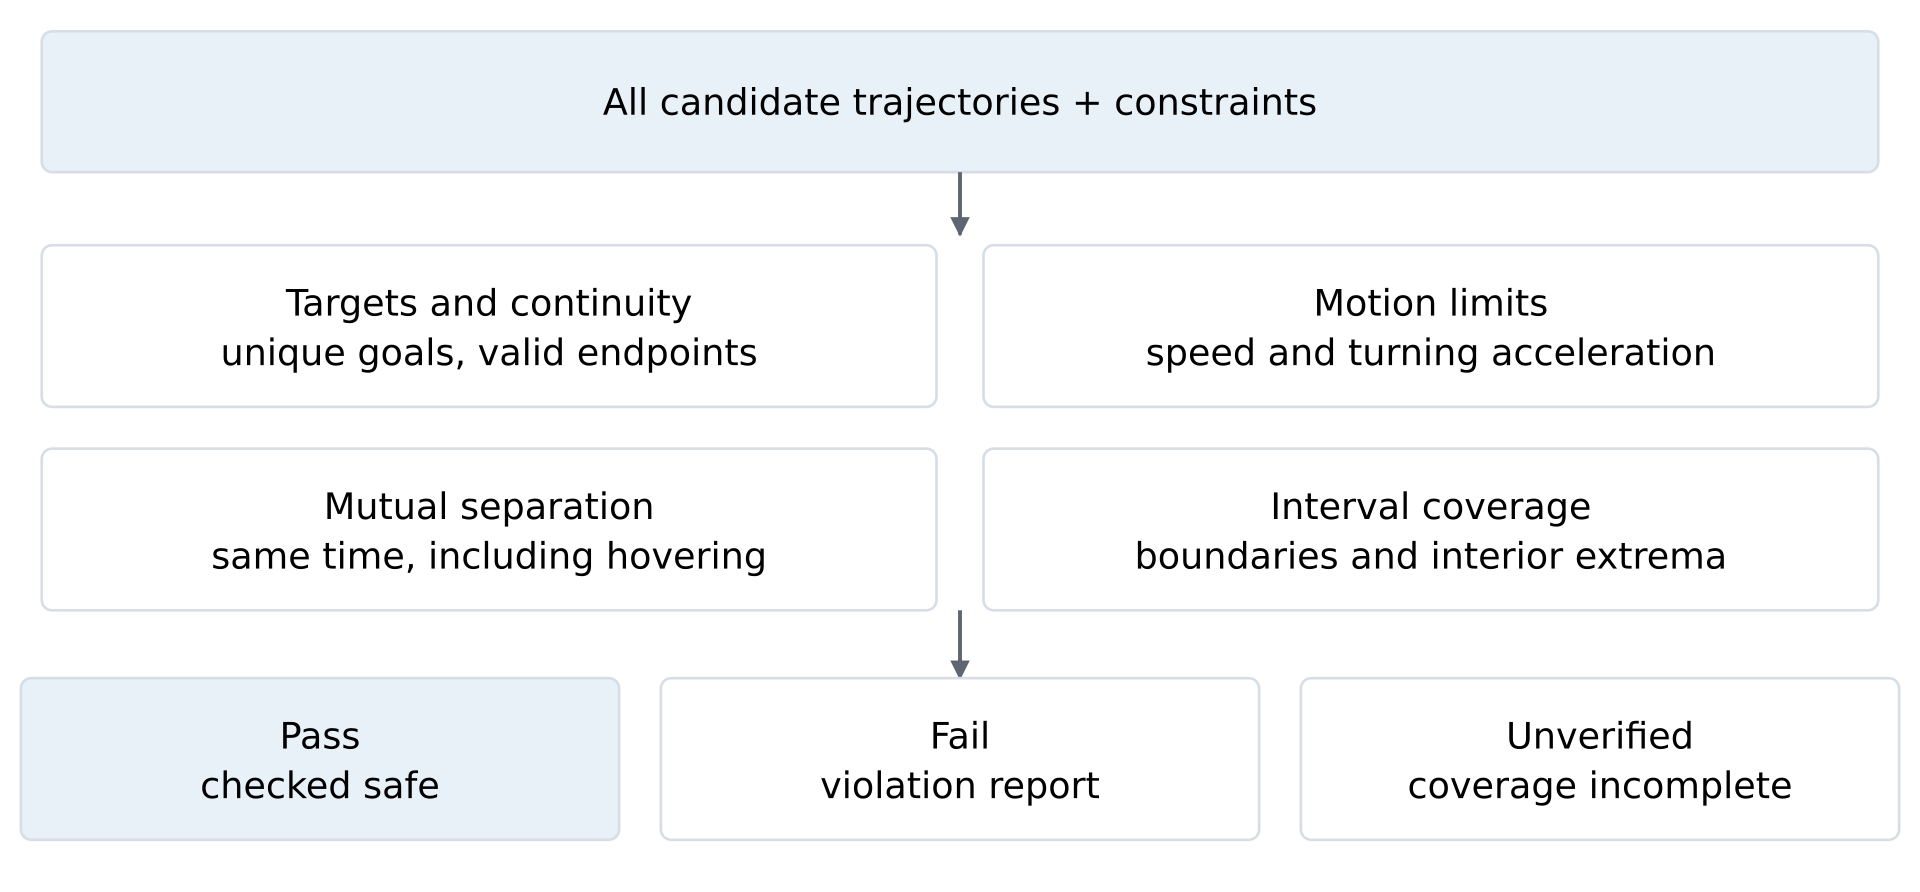 All candidate trajectories + constraints
Targets and continuity
unique goals, valid endpoints
Motion limits
speed and turning acceleration
Mutual separation
same time, including hovering
Interval coverage
boundaries and interior extrema
Pass
checked safe
Fail
violation report
Unverified
coverage incomplete